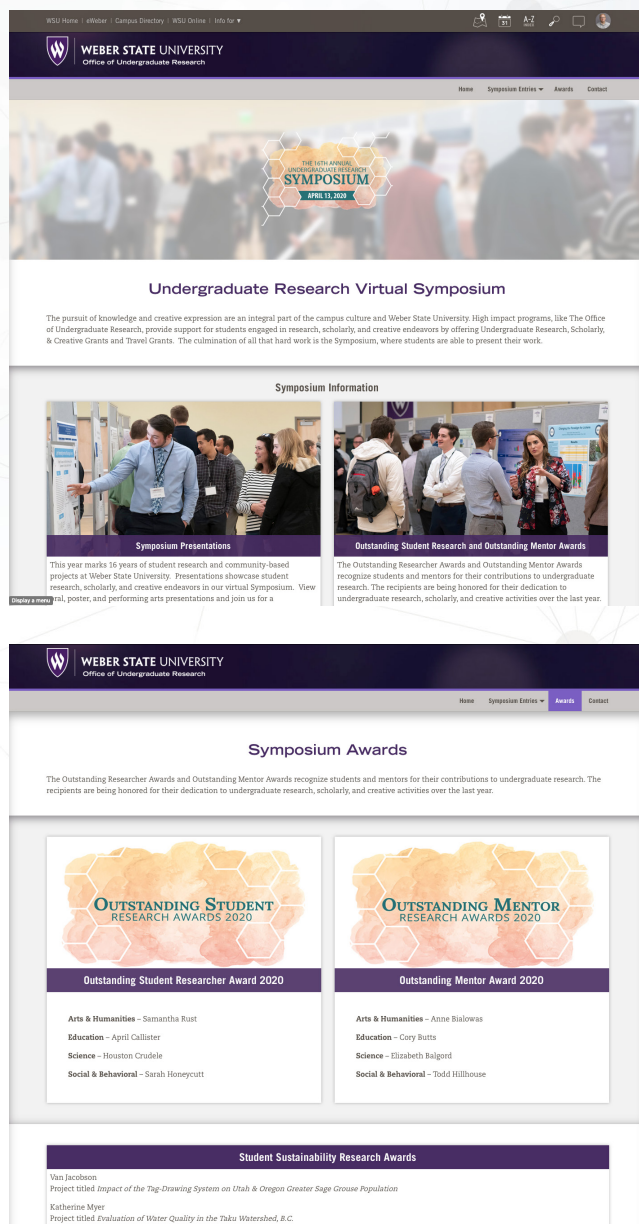 WSU Home | eWeber | Campus Directory | WSU Online | Info for ▼
31 A-Z INDEX
W WEBER STATE UNIVERSITY
Office of Undergraduate Research
Home Symposium Entries ▼ Awards Contact
THE 16TH ANNUAL
UNDERGRADUATE RESEARCH
SYMPOSIUM
APRIL 13, 2020
Undergraduate Research Virtual Symposium
The pursuit of knowledge and creative expression are an integral part of the campus culture and Weber State University. High impact programs, like The Office
of Undergraduate Research, provide support for students engaged in research, scholarly, and creative endeavors by offering Undergraduate Research, Scholarly,
& Creative Grants and Travel Grants. The culmination of all that hard work is the Symposium, where students are able to present their work.
Symposium Information
Symposium Presentations
This year marks 16 years of student research and community-based
projects at Weber State University. Presentations showcase student
research, scholarly, and creative endeavors in our virtual Symposium. View
oral, poster, and performing arts presentations and join us for a
Display a menu
Outstanding Student Research and Outstanding Mentor Awards
The Outstanding Researcher Awards and Outstanding Mentor Awards
recognize students and mentors for their contributions to undergraduate
research. The recipients are being honored for their dedication to
undergraduate research, scholarly, and creative activities over the last year.
W WEBER STATE UNIVERSITY
Office of Undergraduate Research
Home Symposium Entries ▼ Awards Contact
Symposium Awards
The Outstanding Researcher Awards and Outstanding Mentor Awards recognize students and mentors for their contributions to undergraduate research. The
recipients are being honored for their dedication to undergraduate research, scholarly, and creative activities over the last year.
OUTSTANDING STUDENT
RESEARCH AWARDS 2020
Outstanding Student Researcher Award 2020
Arts & Humanities – Samantha Rust
Education – April Callister
Science – Houston Crudele
Social & Behavioral – Sarah Honeycutt
OUTSTANDING MENTOR
RESEARCH AWARDS 2020
Outstanding Mentor Award 2020
Arts & Humanities – Anne Bialowas
Education – Cory Butts
Science – Elizabeth Balgord
Social & Behavioral – Todd Hillhouse
Student Sustainability Research Awards
Van Jacobson
Project titled Impact of the Tag-Drawing System on Utah & Oregon Greater Sage Grouse Population
Katherine Myer
Project titled Evaluation of Water Quality in the Taku Watershed, B.C.